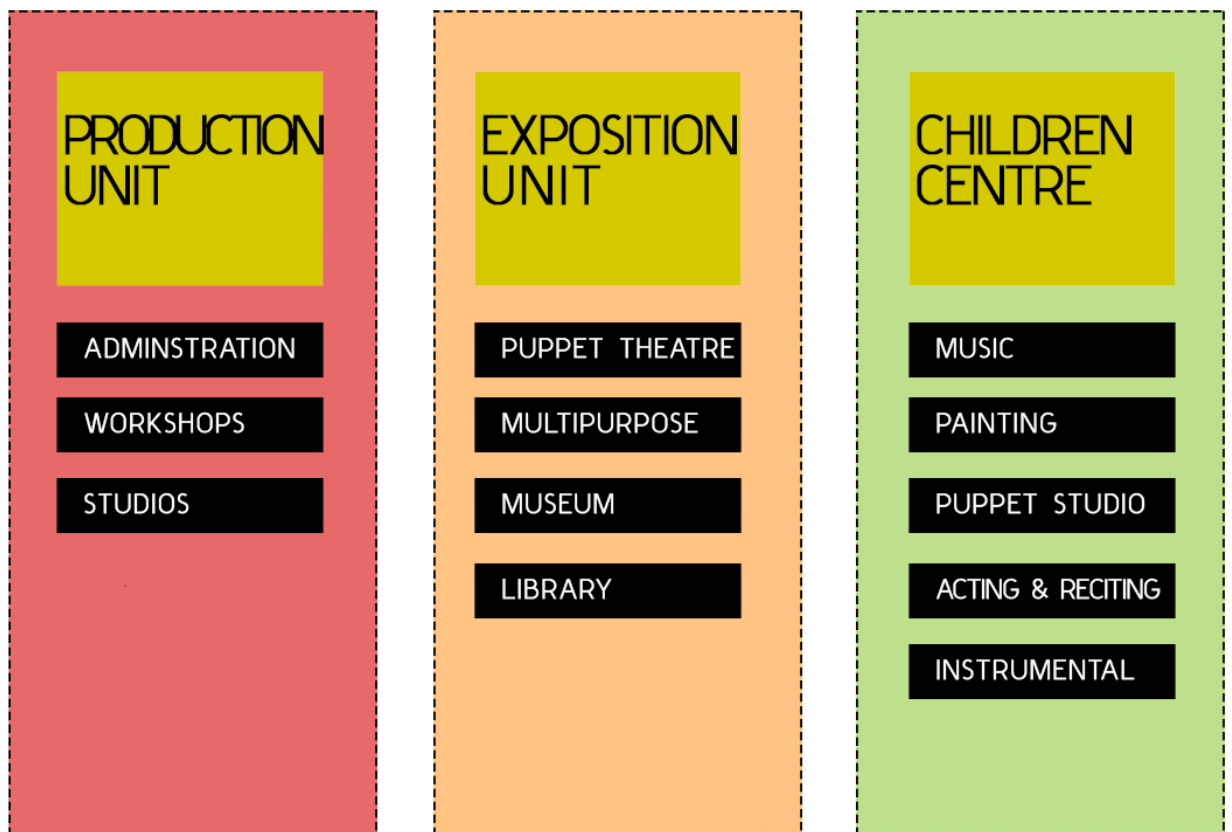 PRODUCTION
UNIT
ADMINSTRATION
WORKSHOPS
STUDIOS
EXPOSITION
UNIT
PUPPET THEATRE
MULTIPURPOSE
MUSEUM
LIBRARY
CHILDREN
CENTRE
MUSIC
PAINTING
PUPPET STUDIO
ACTING & RECITING
INSTRUMENTAL